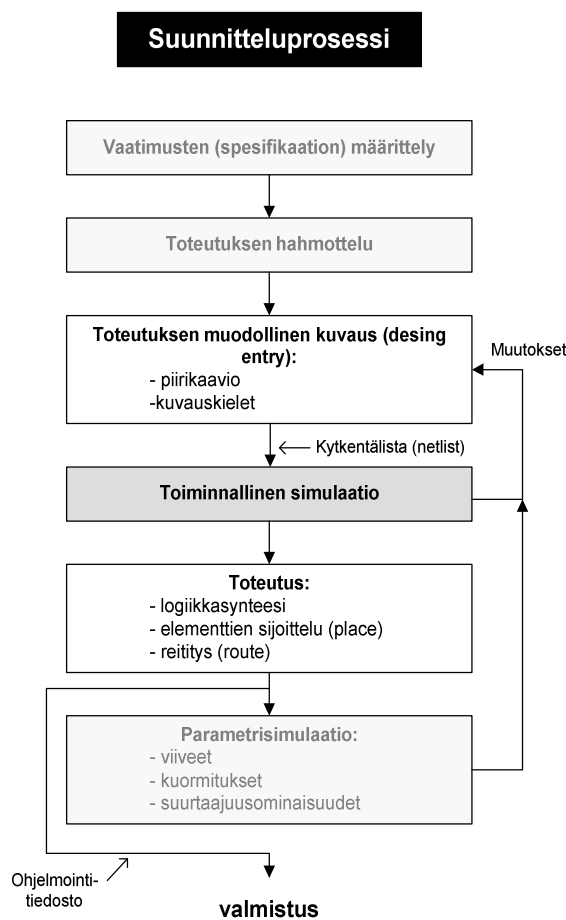 Suunnitteluprosessi
Vaatimusten (spesifikaation) määrittely
Toteutuksen hahmottelu
Toteutuksen muodollinen kuvaus (desing
entry):
- piirikaavio
-kuvauskielet
Muutokset
Kytkentälista (netlist)
Toiminnallinen simulaatio
Toteutus:
- logiikkasynteesi
- elementtien sijoittelu (place)
- reititys (route)
Parametrisimulaatio:
- viiveet
- kuormitukset
- suurtaajuusominaisuudet
Ohjelmointi-
tiedosto
valmistus